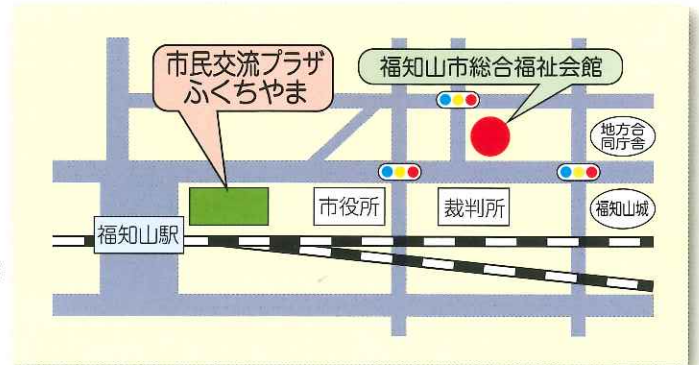 市民交流プラザ
ふくちやま
福知山市総合福祉会館
地方合
同庁舎
市役所
裁判所
福知山城
福知山駅